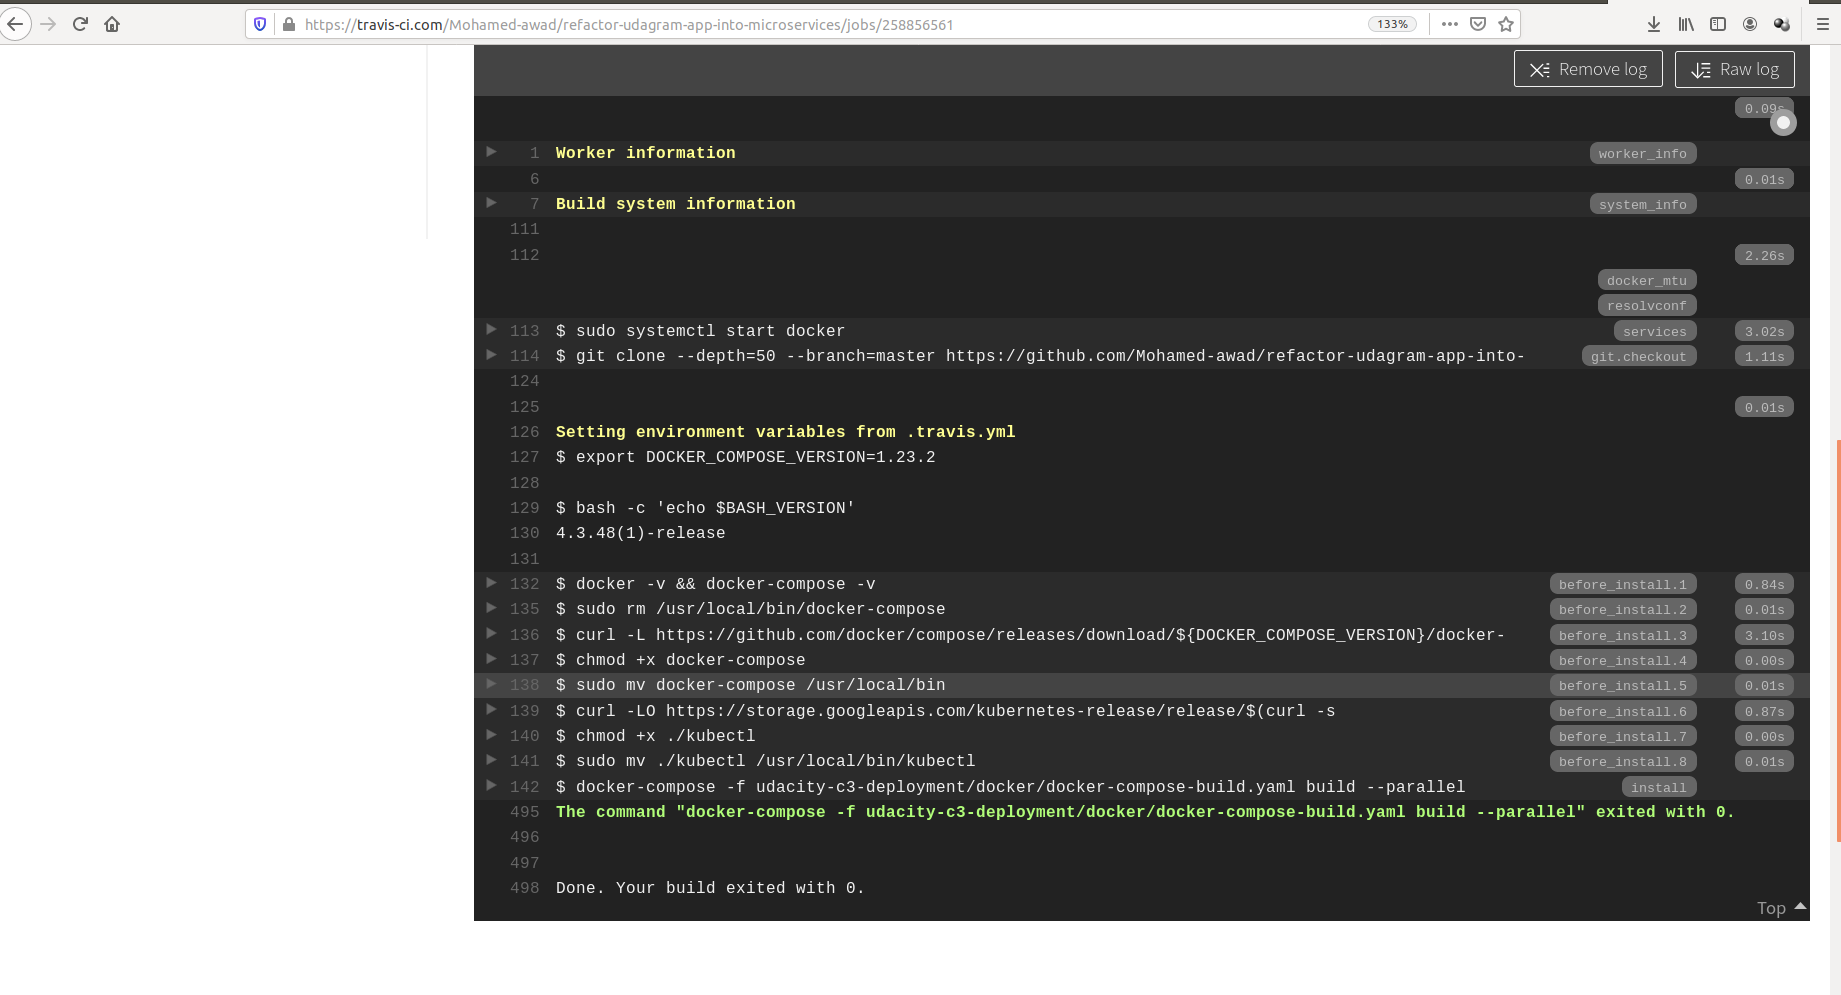 https://travis-ci.com/Mohamed-awad/refactor-udagram-app-into-microservices/jobs/258856561 133%
Remove log Raw log
0.09s
1 Worker information worker_info
6 0.01s
7 Build system information system_info
111
112 2.26s
docker_mtu
resolvconf
113 $ sudo systemctl start docker services 3.02s
114 $ git clone --depth=50 --branch=master https://github.com/Mohamed-awad/refactor-udagram-app-into- git.checkout 1.11s
124
125 0.01s
126 Setting environment variables from .travis.yml
127 $ export DOCKER_COMPOSE_VERSION=1.23.2
128
129 $ bash -c 'echo $BASH_VERSION'
130 4.3.48(1)-release
131
132 $ docker -v && docker-compose -v before_install.1 0.84s
135 $ sudo rm /usr/local/bin/docker-compose before_install.2 0.01s
136 $ curl -L https://github.com/docker/compose/releases/download/${DOCKER_COMPOSE_VERSION}/docker- before_install.3 3.10s
137 $ chmod +x docker-compose before_install.4 0.00s
138 $ sudo mv docker-compose /usr/local/bin before_install.5 0.01s
139 $ curl -LO https://storage.googleapis.com/kubernetes-release/release/$(curl -s before_install.6 0.87s
140 $ chmod +x ./kubectl before_install.7 0.00s
141 $ sudo mv ./kubectl /usr/local/bin/kubectl before_install.8 0.01s
142 $ docker-compose -f udacity-c3-deployment/docker/docker-compose-build.yaml build --parallel install
495 The command "docker-compose -f udacity-c3-deployment/docker/docker-compose-build.yaml build --parallel" exited with 0.
496
497
498 Done. Your build exited with 0.
Top